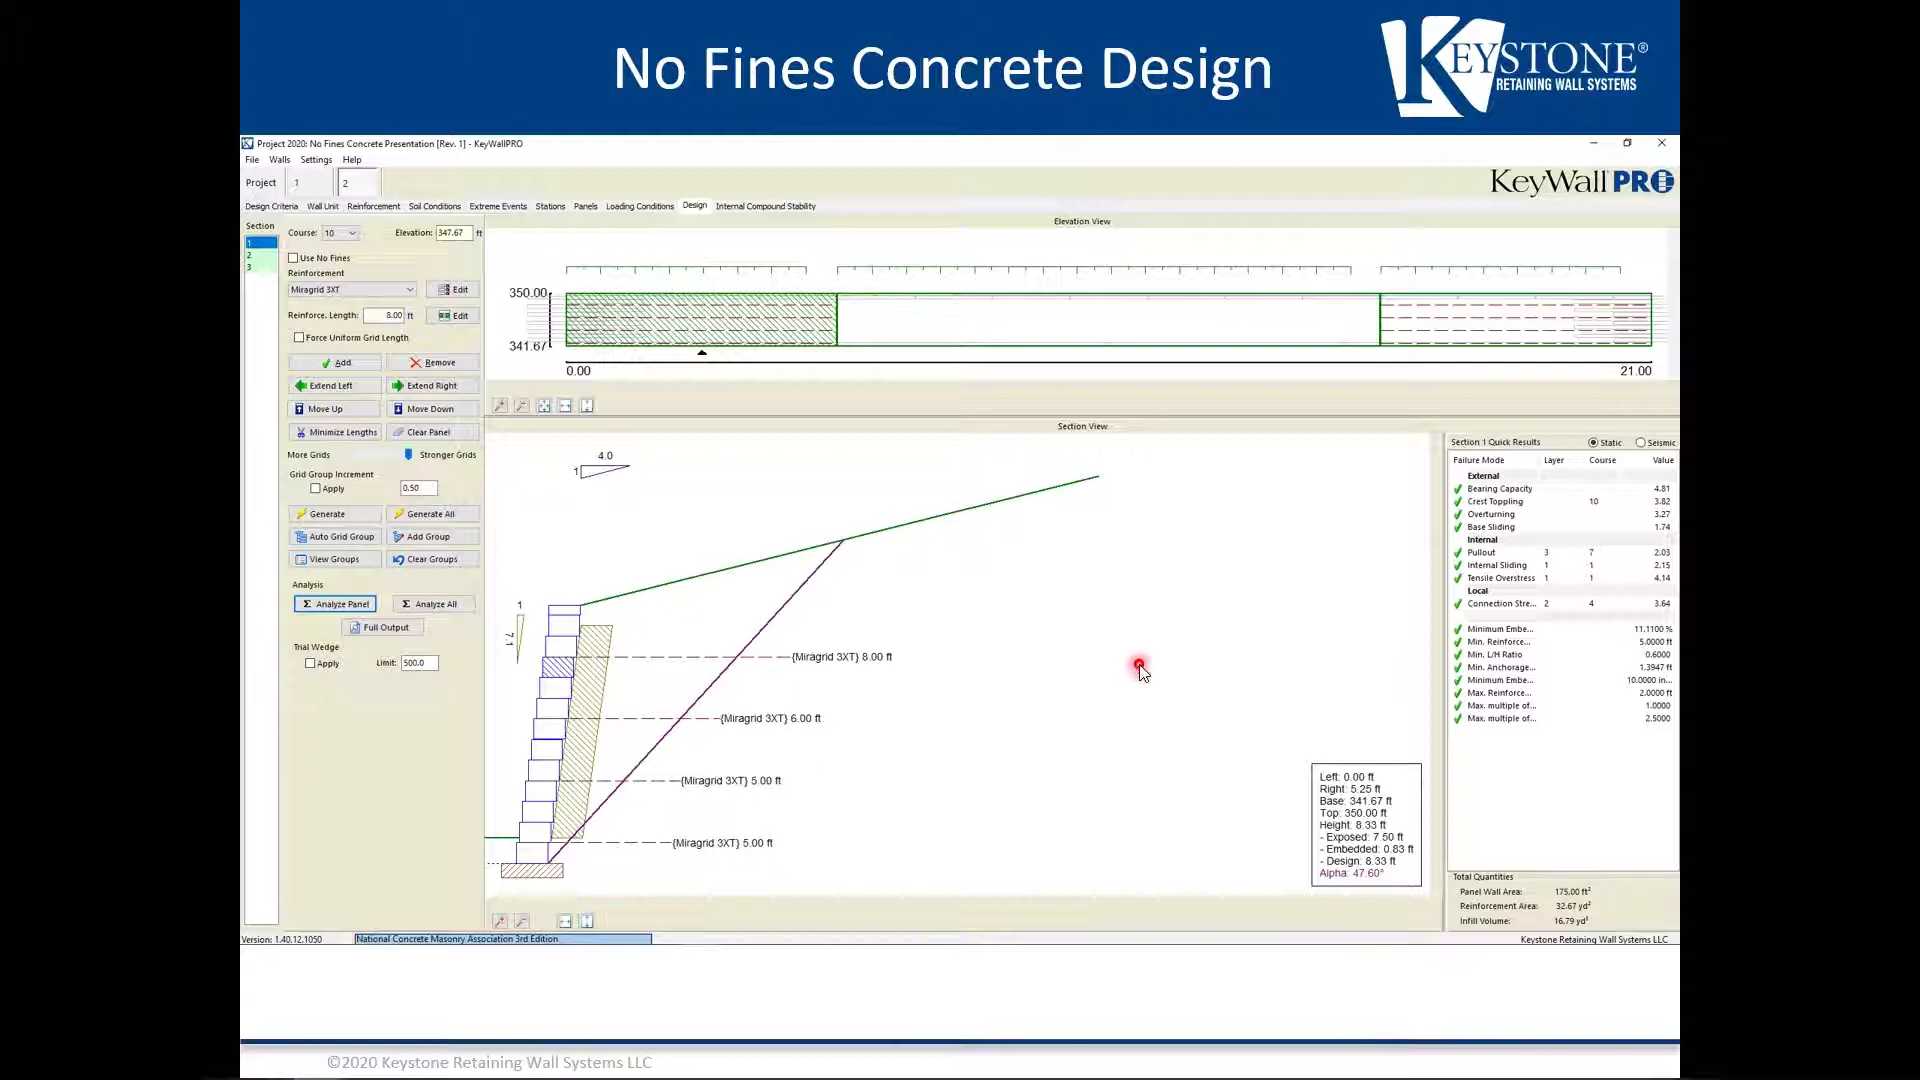 No Fines Concrete Design
KEYSTONE®
RETAINING WALL SYSTEMS
Project 2020: No Fines Concrete Presentation [Rev. 1] - KeyWallPRO
File Walls Settings Help
Project 1 2
KeyWall PRO
Design Criteria Wall Unit Reinforcement Soil Conditions Extreme Events Stations Panels Loading Conditions Design Internal Compound Stability
Section
1
2
3
Course: 10 Elevation: 347.67 ft
Use No Fines
Reinforcement
Miragrid 3XT Edit
Reinforce. Length: 8.00 ft Edit
Force Uniform Grid Length
Add Remove
Extend Left Extend Right
Move Up Move Down
Minimize Lengths Clear Panel
More Grids Stronger Grids
Grid Group Increment
Apply 0.50
Generate Generate All
Auto Grid Group Add Group
View Groups Clear Groups
Analysis
Σ Analyze Panel Σ Analyze All
Full Output
Trial Wedge
Apply Limit: 500.0
Elevation View
350.00
341.67
0.00 21.00
Section View
4.0
1
1
7.1
{Miragrid 3XT} 8.00 ft
{Miragrid 3XT} 6.00 ft
{Miragrid 3XT} 5.00 ft
{Miragrid 3XT} 5.00 ft
Left: 0.00 ft
Right: 5.25 ft
Base: 341.67 ft
Top: 350.00 ft
Height: 8.33 ft
- Exposed: 7.50 ft
- Embedded: 0.83 ft
- Design: 8.33 ft
Alpha: 47.60°
Section 1 Quick Results Static Seismic
Failure Mode Layer Course Value
External
Bearing Capacity 4.81
Crest Toppling 10 3.82
Overturning 3.27
Base Sliding 1.74
Internal
Pullout 3 7 2.03
Internal Sliding 1 1 2.15
Tensile Overstress 1 1 4.14
Local
Connection Stre... 2 4 3.64
Minimum Embe... 11.1100 %
Min. Reinforce... 5.0000 ft
Min. L/H Ratio 0.6000
Min. Anchorage... 1.3947 ft
Minimum Embe... 10.0000 in...
Max. Reinforce... 2.0000 ft
Max. multiple of... 1.0000
Max. multiple of... 2.5000
Total Quantities
Panel Wall Area: 175.00 ft²
Reinforcement Area: 32.67 yd²
Infill Volume: 16.79 yd³
Version: 1.40.12.1050 National Concrete Masonry Association 3rd Edition Keystone Retaining Wall Systems LLC
©2020 Keystone Retaining Wall Systems LLC